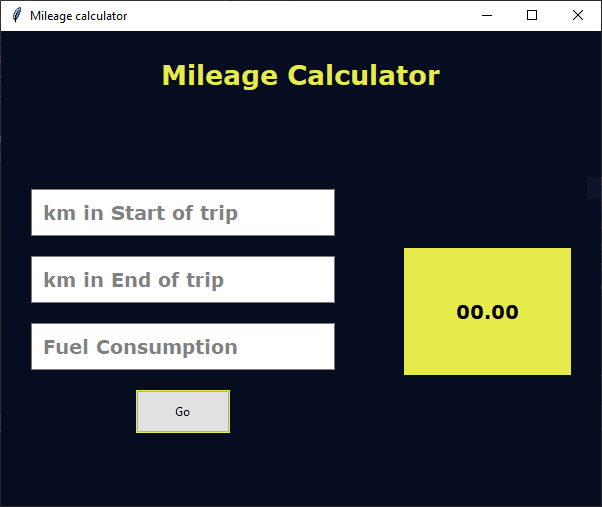 Mileage calculator
Mileage Calculator
km in Start of trip
km in End of trip
Fuel Consumption
00.00
Go